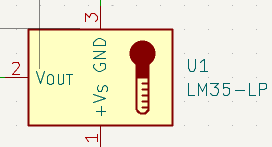 3
GND
U1
2
VOUT
LM35-LP
+Vs
1